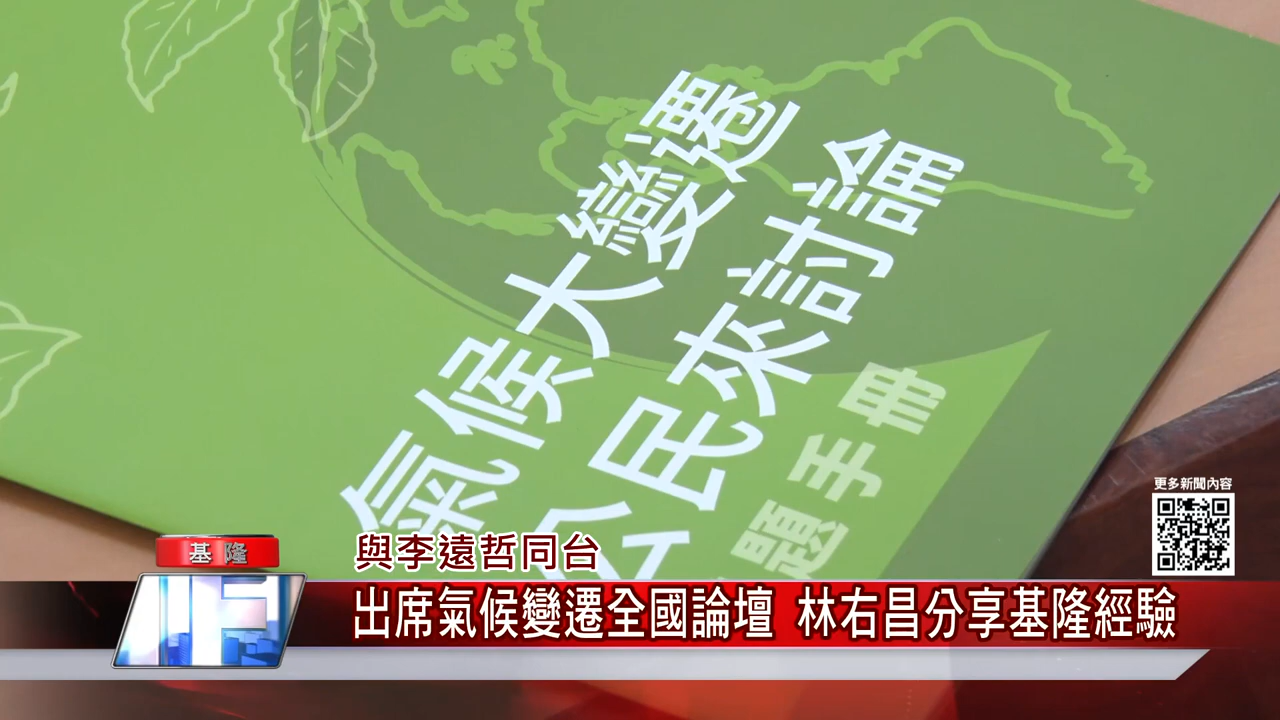 氣候大變遷
公民來討論
題手冊
更多新聞內容
基隆
與李遠哲同台
出席氣候變遷全國論壇 林右昌分享基隆經驗